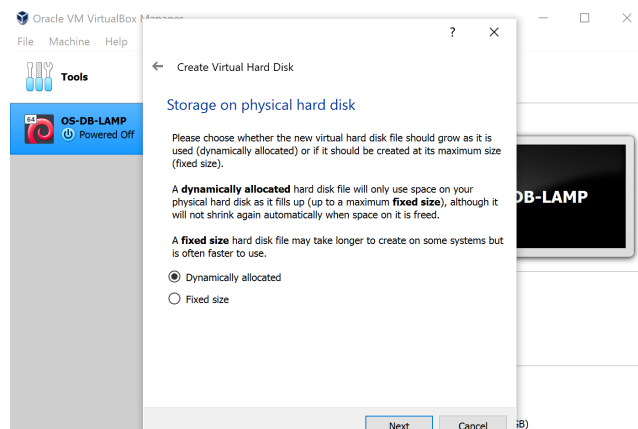 Oracle VM VirtualBox Manager
File Machine Help
?
Create Virtual Hard Disk
Tools
Storage on physical hard disk
64
OS-DB-LAMP
Powered Off
Please choose whether the new virtual hard disk file should grow as it is
used (dynamically allocated) or if it should be created at its maximum size
(fixed size).
A dynamically allocated hard disk file will only use space on your
physical hard disk as it fills up (up to a maximum fixed size), although it
will not shrink again automatically when space on it is freed.
DB-LAMP
A fixed size hard disk file may take longer to create on some systems but
is often faster to use.
Dynamically allocated
Fixed size
Next Cancel
GB)